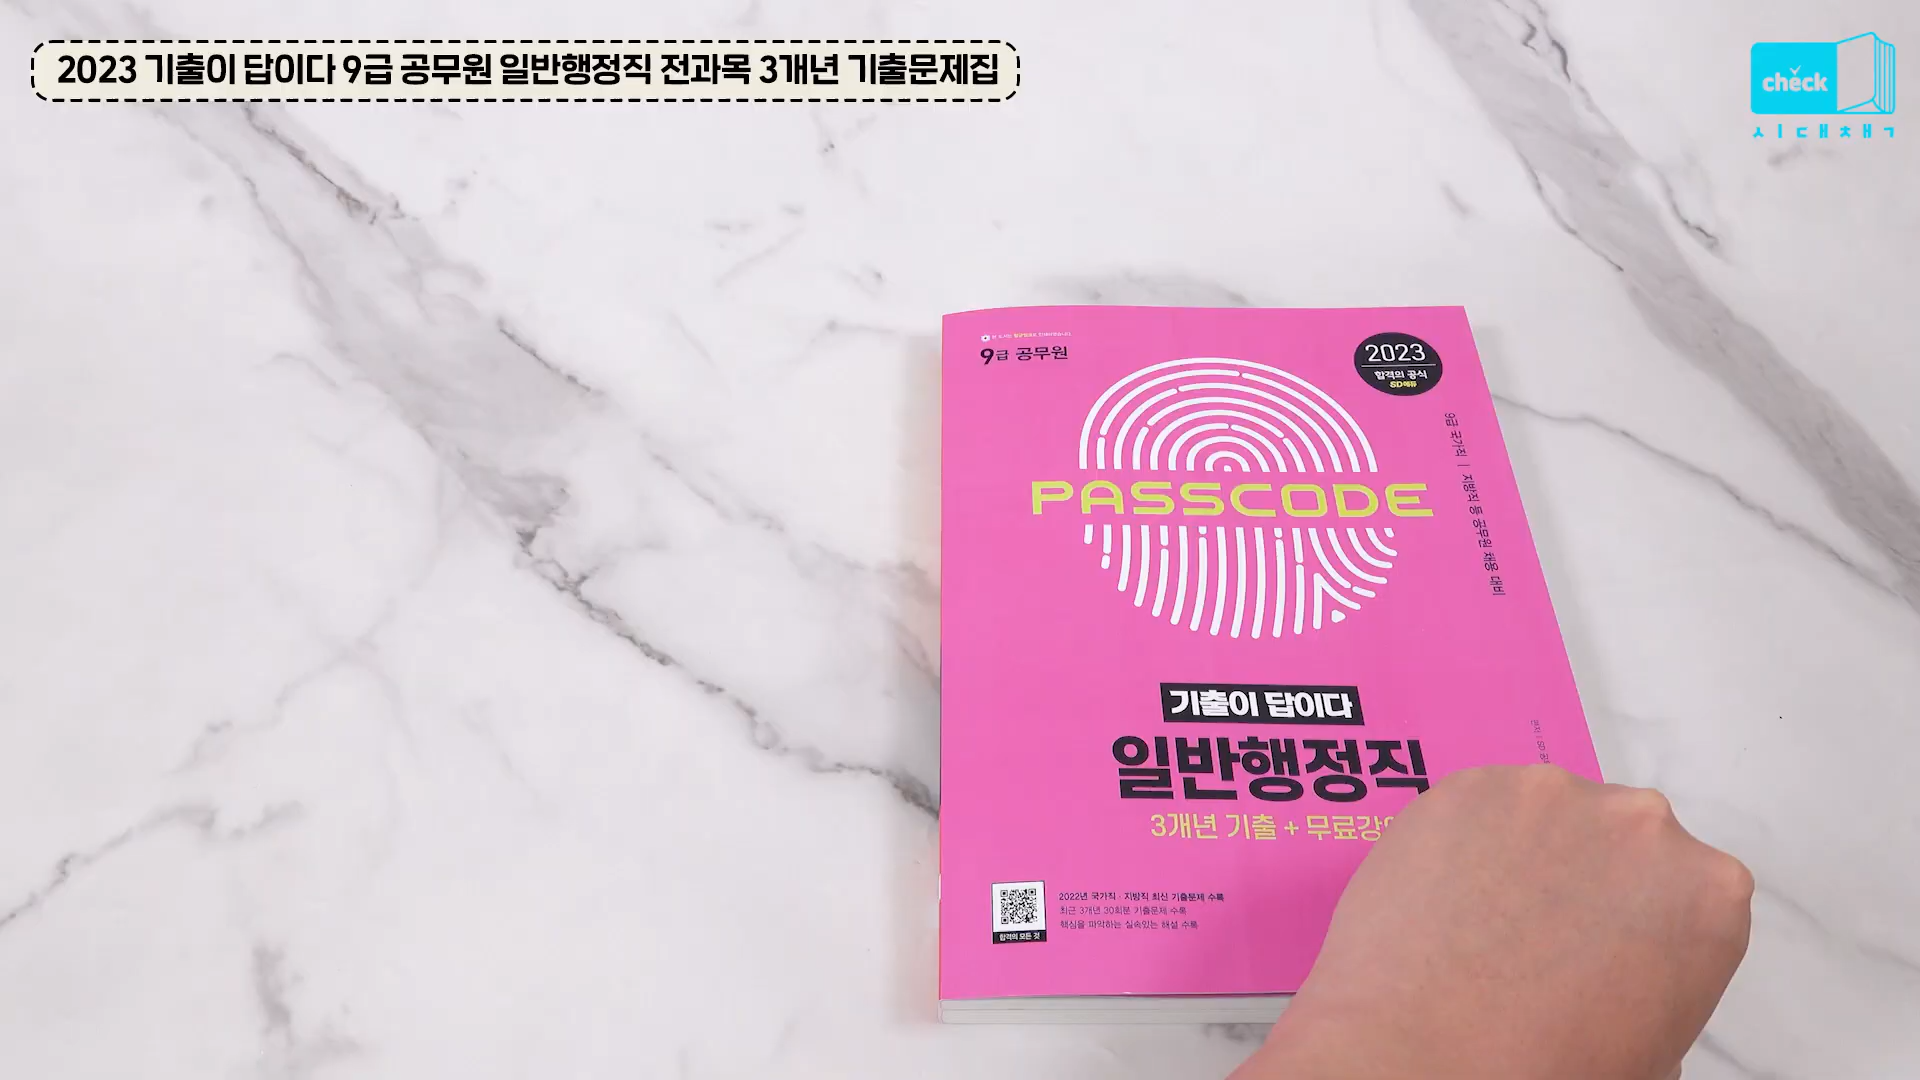 2023 기출이 답이다 9급 공무원 일반행정직 전과목 3개년 기출문제집
check
시대책ㄱ
9급 공무원
2023
합격의 공식
SD에듀
9급 국가직 | 지방직 등 공무원 채용 대비
PASSCODE
기출이 답이다
일반행정직
3개년 기출 + 무료강
2022년 국가직 · 지방직 최신 기출문제 수록
최근 3개년 30회분 기출문제 수록
핵심을 파악하는 실속있는 해설 수록
합격의 모든 것